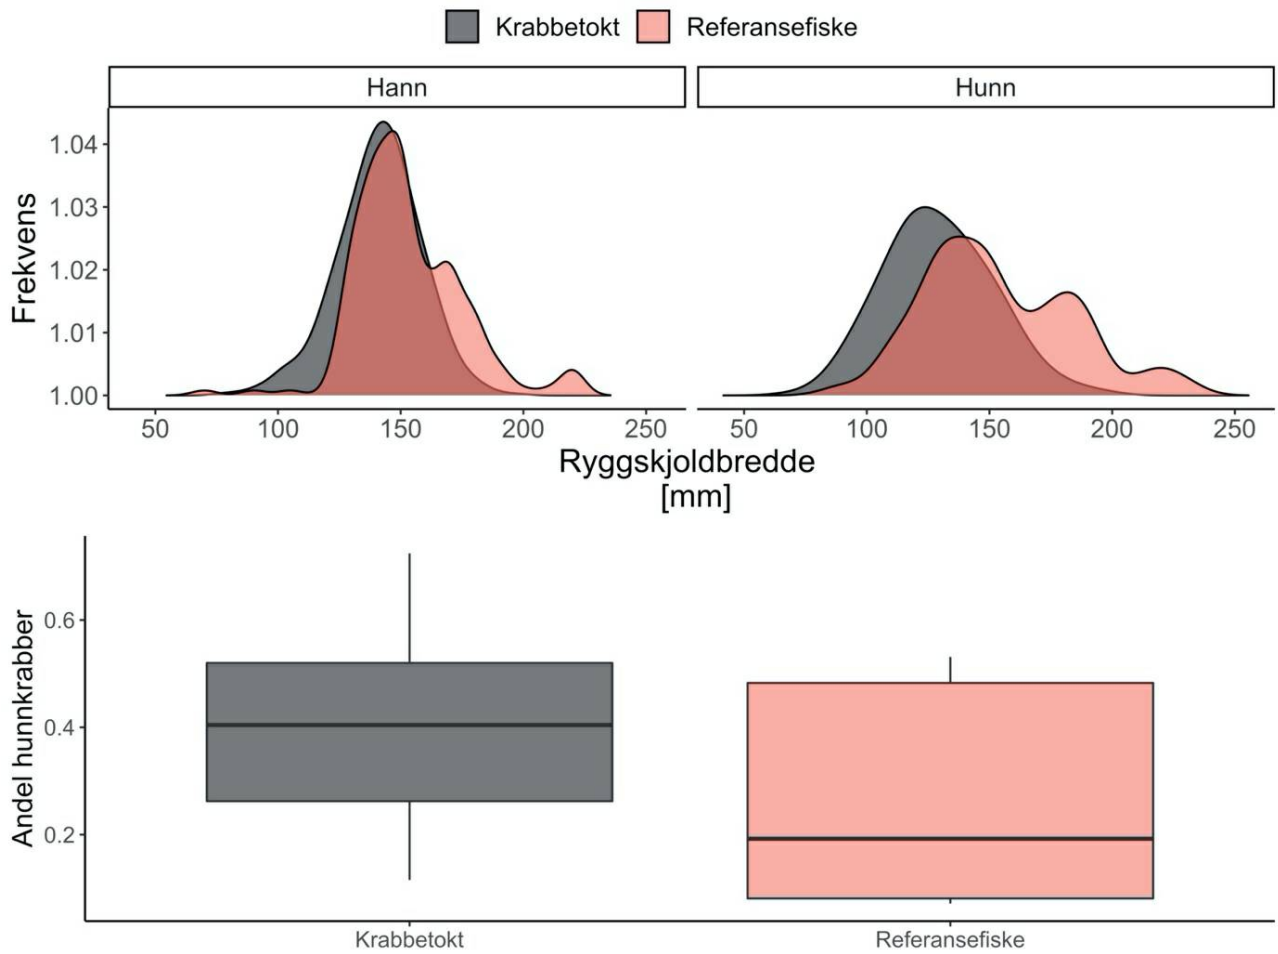 Krabbetokt Referansefiske
Hann Hunn
Frekvens
1.04
1.03
1.02
1.01
1.00
50 100 150 200 250 50 100 150 200 250
Ryggskjoldbredde
[mm]
Andel hunnkrabber
0.6
0.4
0.2
Krabbetokt Referansefiske